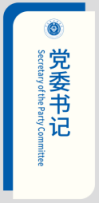 党委书记
Secretary of the Party Committee